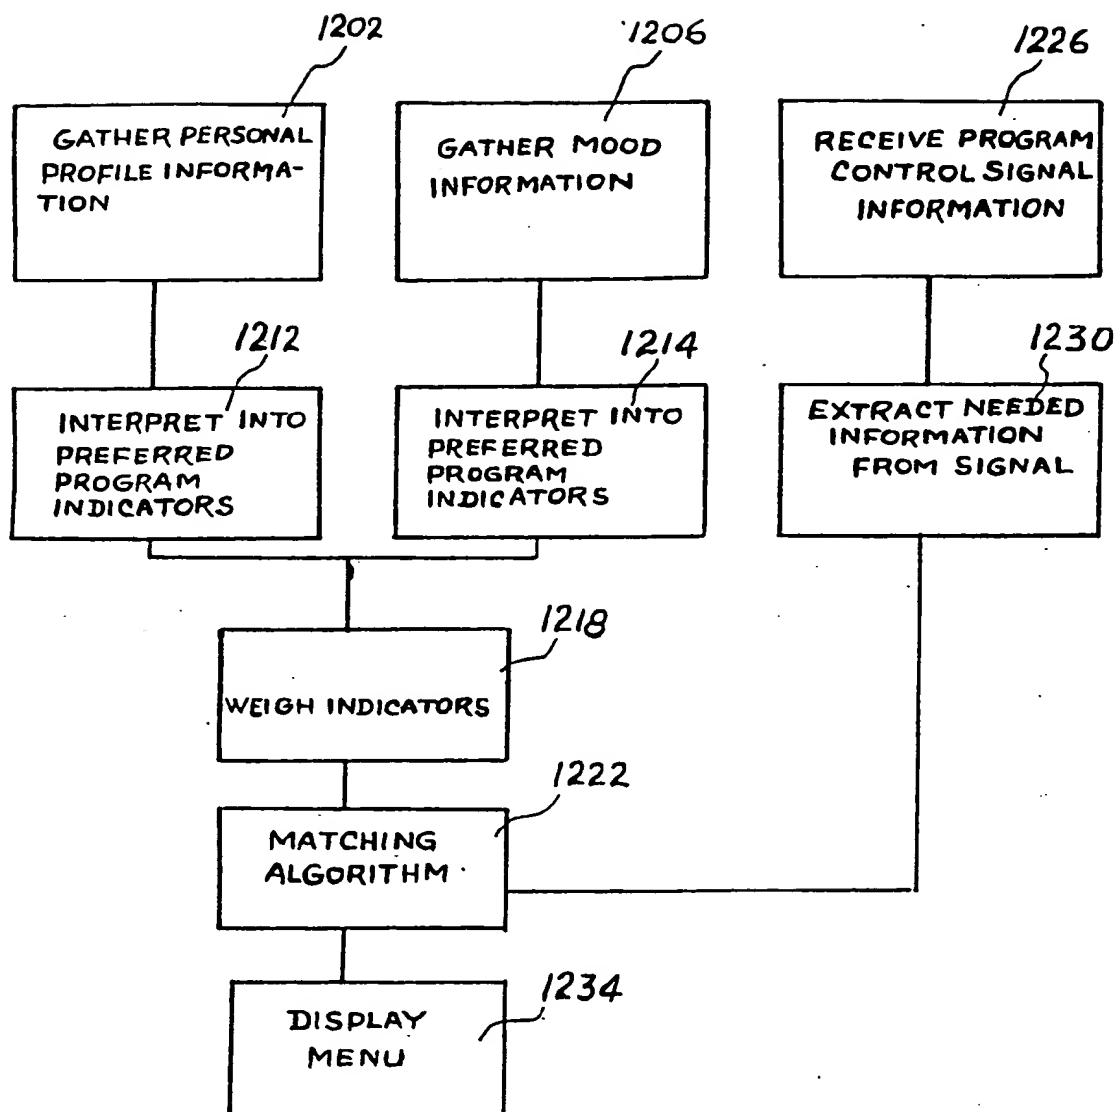 1202
GATHER PERSONAL
PROFILE INFORMA-
TION
1206
GATHER MOOD
INFORMATION
1226
RECEIVE PROGRAM
CONTROL SIGNAL
INFORMATION
1212
INTERPRET INTO
PREFERRED
PROGRAM
INDICATORS
1214
INTERPRET INTO
PREFERRED
PROGRAM
INDICATORS
1230
EXTRACT NEEDED
INFORMATION
FROM SIGNAL
1218
WEIGH INDICATORS
1222
MATCHING
ALGORITHM
1234
DISPLAY
MENU